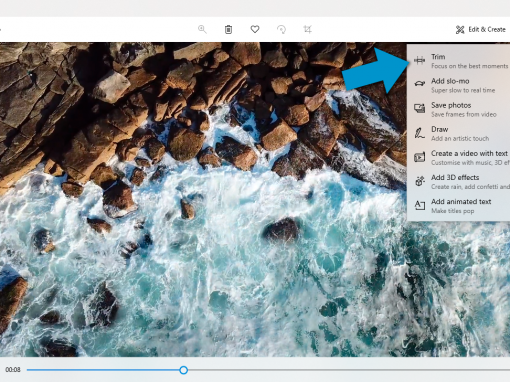 Edit & Create
Trim
Focus on the best moments
Add slo-mo
Super slow to real time
Save photos
Save frames from video
Draw
Add an artistic touch
Create a video with text
Customise with music, 3D ef
Add 3D effects
Create rain, add confetti and
Add animated text
Make titles pop
00:08